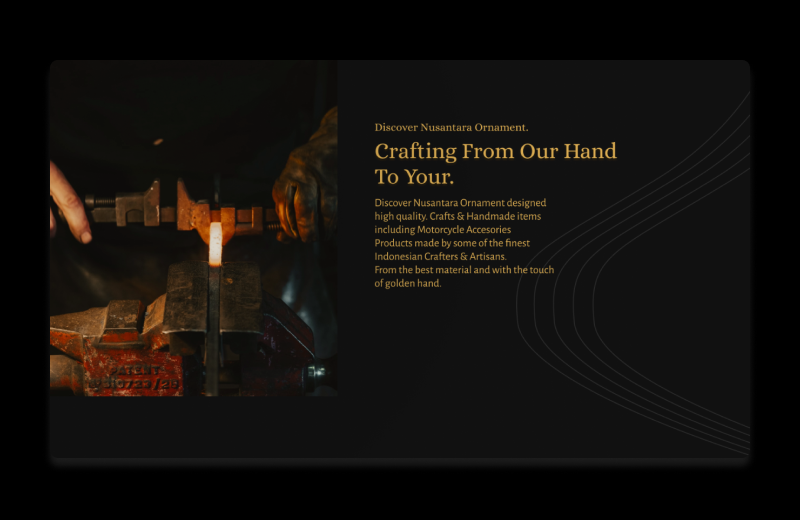 Discover Nusantara Ornament.
Crafting From Our Hand
To Your.
Discover Nusantara Ornament designed
high quality. Crafts & Handmade items
including Motorcycle Accesories
Products made by some of the finest
Indonesian Crafters & Artisans.
From the best material and with the touch
of golden hand.
PATENT